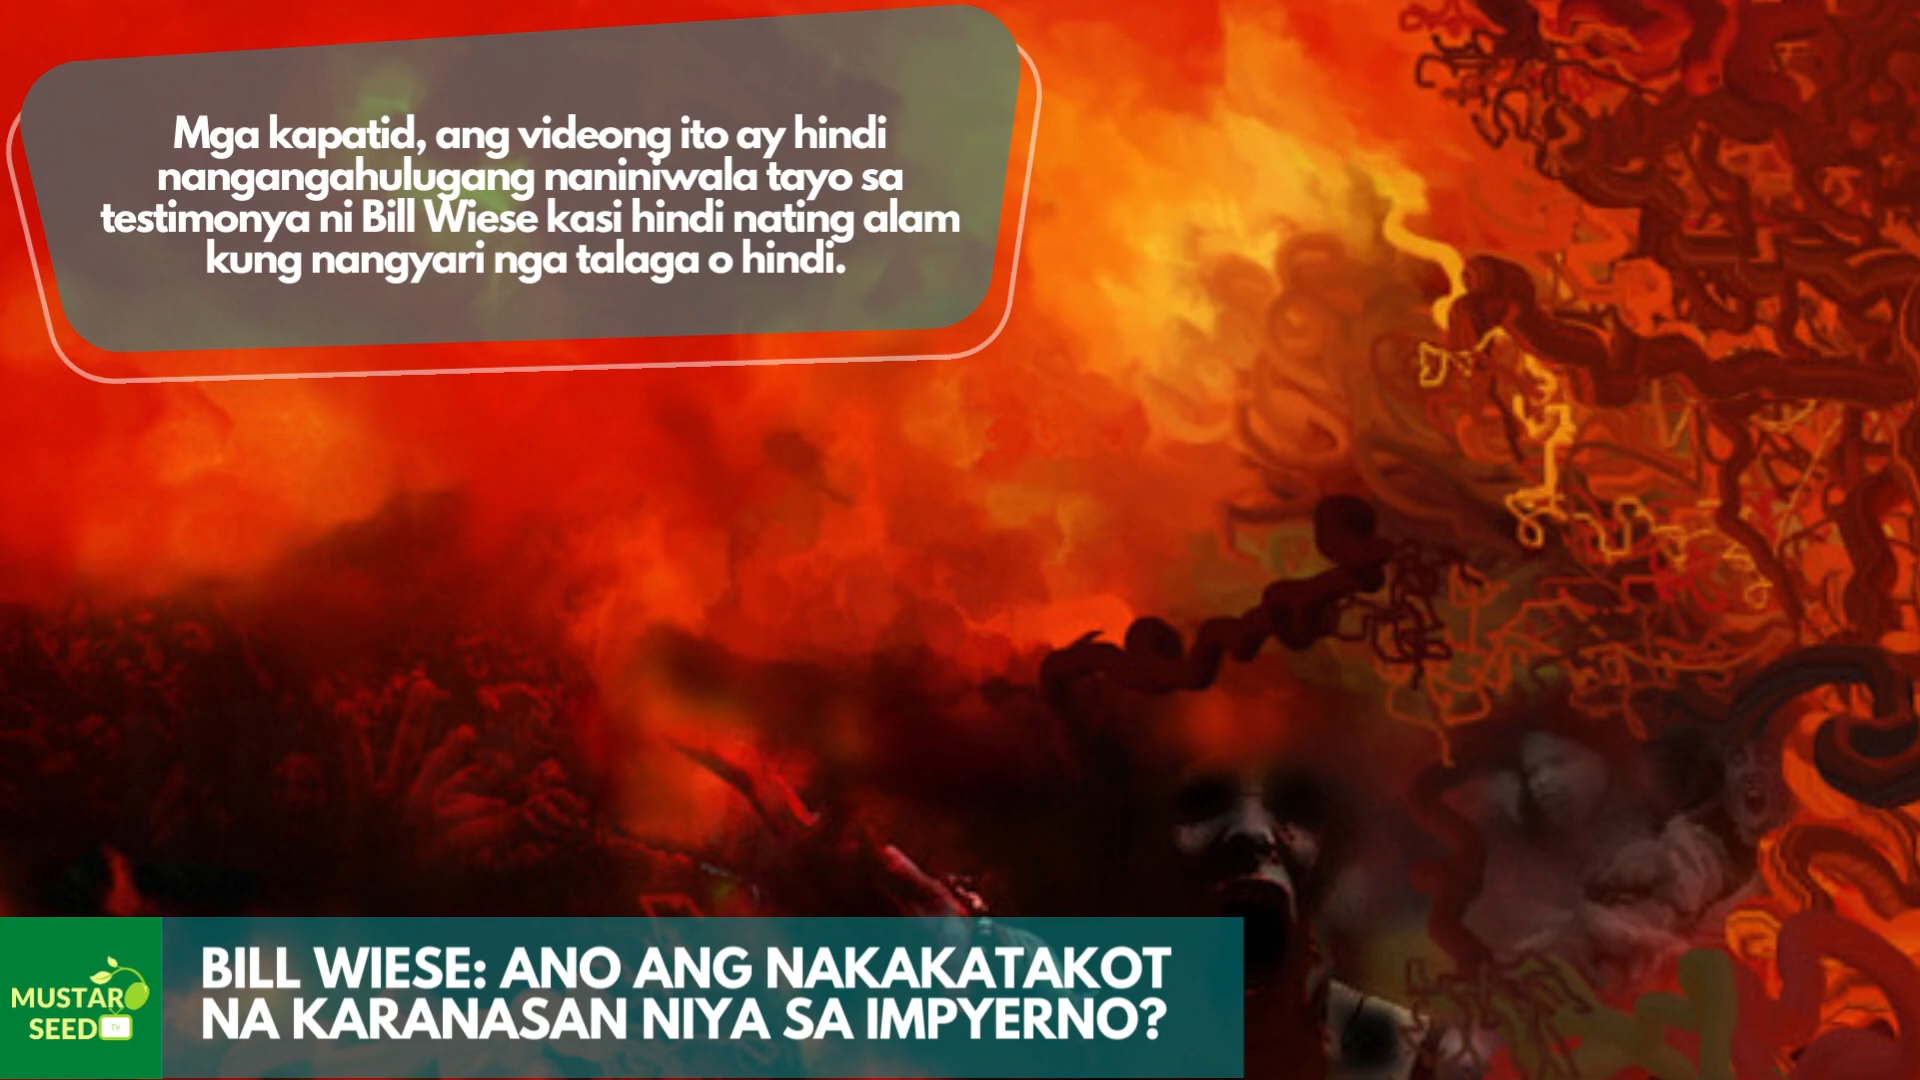 Mga kapatid, ang videong ito ay hindi
nangangahulugang naniniwala tayo sa
testimonya ni Bill Wiese kasi hindi nating alam
kung nangyari nga talaga o hindi.
BILL WIESE: ANO ANG NAKAKATAKOT
NA KARANASAN NIYA SA IMPYERNO?
MUSTARD
SEED TV